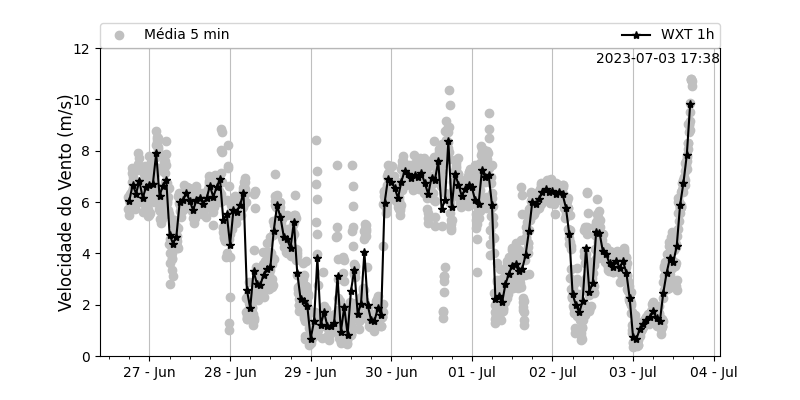 Média 5 min
WXT 1h
2023-07-03 17:38
Velocidade do Vento (m/s)
12
10
8
6
4
2
0
27 - Jun
28 - Jun
29 - Jun
30 - Jun
01 - Jul
02 - Jul
03 - Jul
04 - Jul